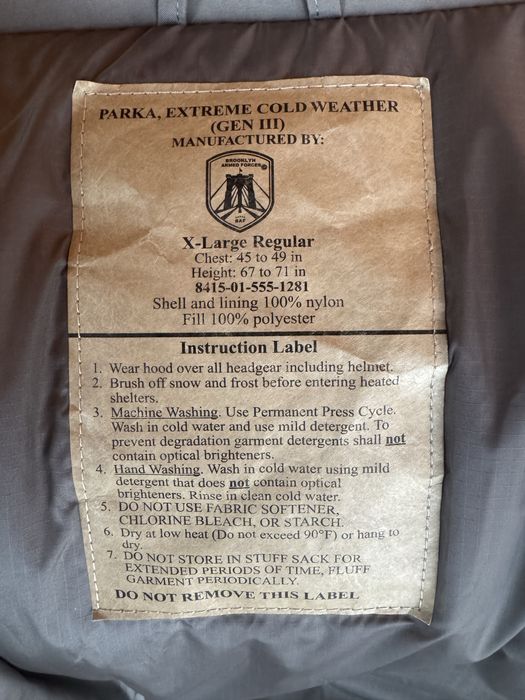 PARKA, EXTREME COLD WEATHER
(GEN III)
MANUFACTURED BY:
BROOKLYN
ARMED FORCES
BAF
X-Large Regular
Chest: 45 to 49 in
Height: 67 to 71 in
8415-01-555-1281
Shell and lining 100% nylon
Fill 100% polyester
Instruction Label
1. Wear hood over all headgear including helmet.
2. Brush off snow and frost before entering heated
shelters.
3. Machine Washing. Use Permanent Press Cycle.
Wash in cold water and use mild detergent. To
prevent degradation garment detergents shall not
contain optical brighteners.
4. Hand Washing. Wash in cold water using mild
detergent that does not contain optical
brighteners. Rinse in clean cold water.
5. DO NOT USE FABRIC SOFTENER,
CHLORINE BLEACH, OR STARCH.
6. Dry at low heat (Do not exceed 90°F) or hang to
dry.
7. DO NOT STORE IN STUFF SACK FOR
EXTENDED PERIODS OF TIME, FLUFF
GARMENT PERIODICALLY.
DO NOT REMOVE THIS LABEL